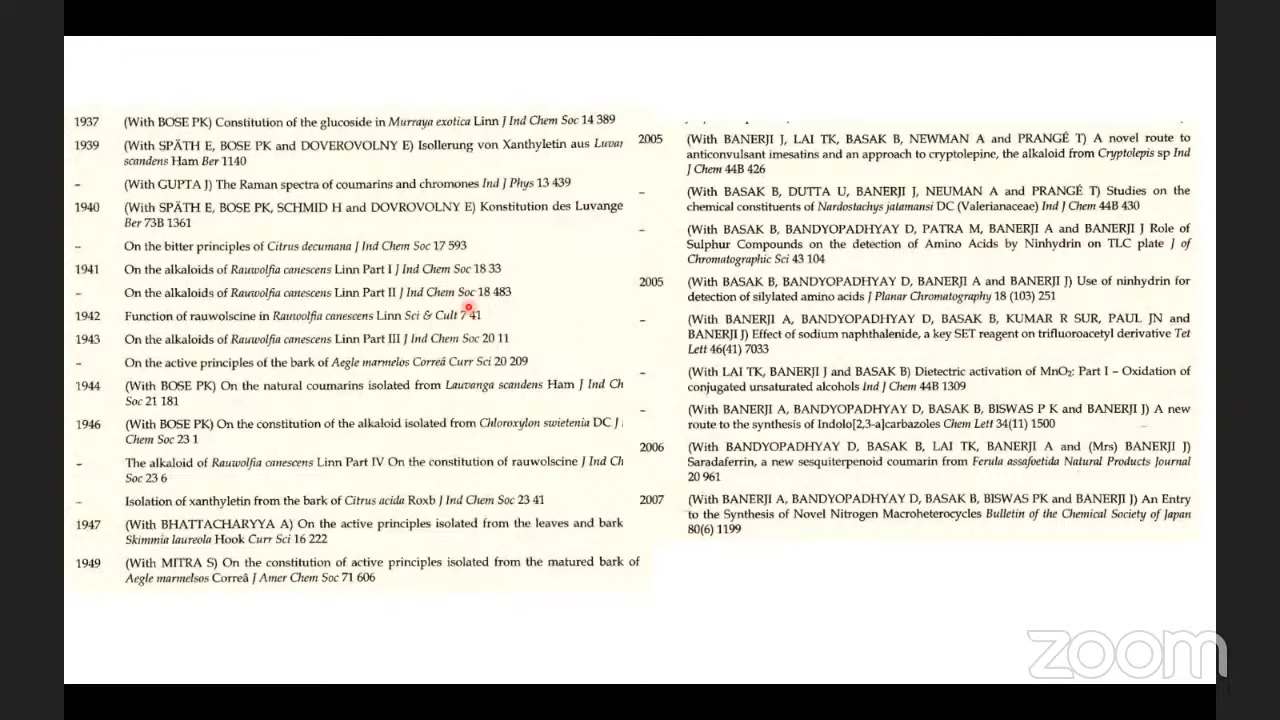 1937 (With BOSE PK) Constitution of the glucoside in Murraya exotica Linn J Ind Chem Soc 14 389
1939 (With SPÄTH E, BOSE PK and DOVEROVOLNY E) Isollerung von Xanthyletin aus Luvar
scandens Ham Ber 1140
– (With GUPTA J) The Raman spectra of coumarins and chromones Ind J Phys 13 439
1940 (With SPÄTH E, BOSE PK, SCHMID H and DOVROVOLNY E) Konstitution des Luvange
Ber 73B 1361
– On the bitter principles of Citrus decumana J Ind Chem Soc 17 593
1941 On the alkaloids of Rauwolfia canescens Linn Part I J Ind Chem Soc 18 33
– On the alkaloids of Rauwolfia canescens Linn Part II J Ind Chem Soc 18 483
1942 Function of rauwolscine in Rauwolfia canescens Linn Sci & Cult 7 41
1943 On the alkaloids of Rauwolfia canescens Linn Part III J Ind Chem Soc 20 11
– On the active principles of the bark of Aegle marmelos Correâ Curr Sci 20 209
1944 (With BOSE PK) On the natural coumarins isolated from Lauvanga scandens Ham J Ind Ch
Soc 21 181
1946 (With BOSE PK) On the constitution of the alkaloid isolated from Chloroxylon swietenia DC J
Chem Soc 23 1
– The alkaloid of Rauwolfia canescens Linn Part IV On the constitution of rauwolscine J Ind Ch
Soc 23 6
– Isolation of xanthyletin from the bark of Citrus acida Roxb J Ind Chem Soc 23 41
1947 (With BHATTACHARYYA A) On the active principles isolated from the leaves and bark
Skimmia laureola Hook Curr Sci 16 222
1949 (With MITRA S) On the constitution of active principles isolated from the matured bark of
Aegle marmelsos Correâ J Amer Chem Soc 71 606
2005 (With BANERJI J, LAI TK, BASAK B, NEWMAN A and PRANGÉ T) A novel route to
anticonvulsant imesatins and an approach to cryptolepine, the alkaloid from Cryptolepis sp Ind
J Chem 44B 426
– (With BASAK B, DUTTA U, BANERJI J, NEUMAN A and PRANGÉ T) Studies on the
chemical constituents of Nardostachys jatamansi DC (Valerianaceae) Ind J Chem 44B 430
– (With BASAK B, BANDYOPADHYAY D, PATRA M, BANERJI A and BANERJI J Role of
Sulphur Compounds on the detection of Amino Acids by Ninhydrin on TLC plate J of
Chromatographic Sci 43 104
2005 (With BASAK B, BANDYOPADHYAY D, BANERJI A and BANERJI J) Use of ninhydrin for
detection of silylated amino acids J Planar Chromatography 18 (103) 251
– (With BANERJI A, BANDYOPADHYAY D, BASAK B, KUMAR R SUR, PAUL JN and
BANERJI J) Effect of sodium naphthalenide, a key SET reagent on trifluoroacetyl derivative Tet
Lett 46(41) 7033
– (With LAI TK, BANERJI J and BASAK B) Dietectric activation of MnO₂: Part I – Oxidation of
conjugated unsaturated alcohols Ind J Chem 44B 1309
– (With BANERJI A, BANDYOPADHYAY D, BASAK B, BISWAS P K and BANERJI J) A new
route to the synthesis of Indolo[2,3-a]carbazoles Chem Lett 34(11) 1500
2006 (With BANDYOPADHYAY D, BASAK B, LAI TK, BANERJI A and (Mrs) BANERJI J)
Saradaferrin, a new sesquiterpenoid coumarin from Ferula assafoetida Natural Products Journal
20 961
2007 (With BANERJI A, BANDYOPADHYAY D, BASAK B, BISWAS PK and BANERJI J) An Entry
to the Synthesis of Novel Nitrogen Macroheterocycles Bulletin of the Chemical Society of Japan
80(6) 1199
zoom